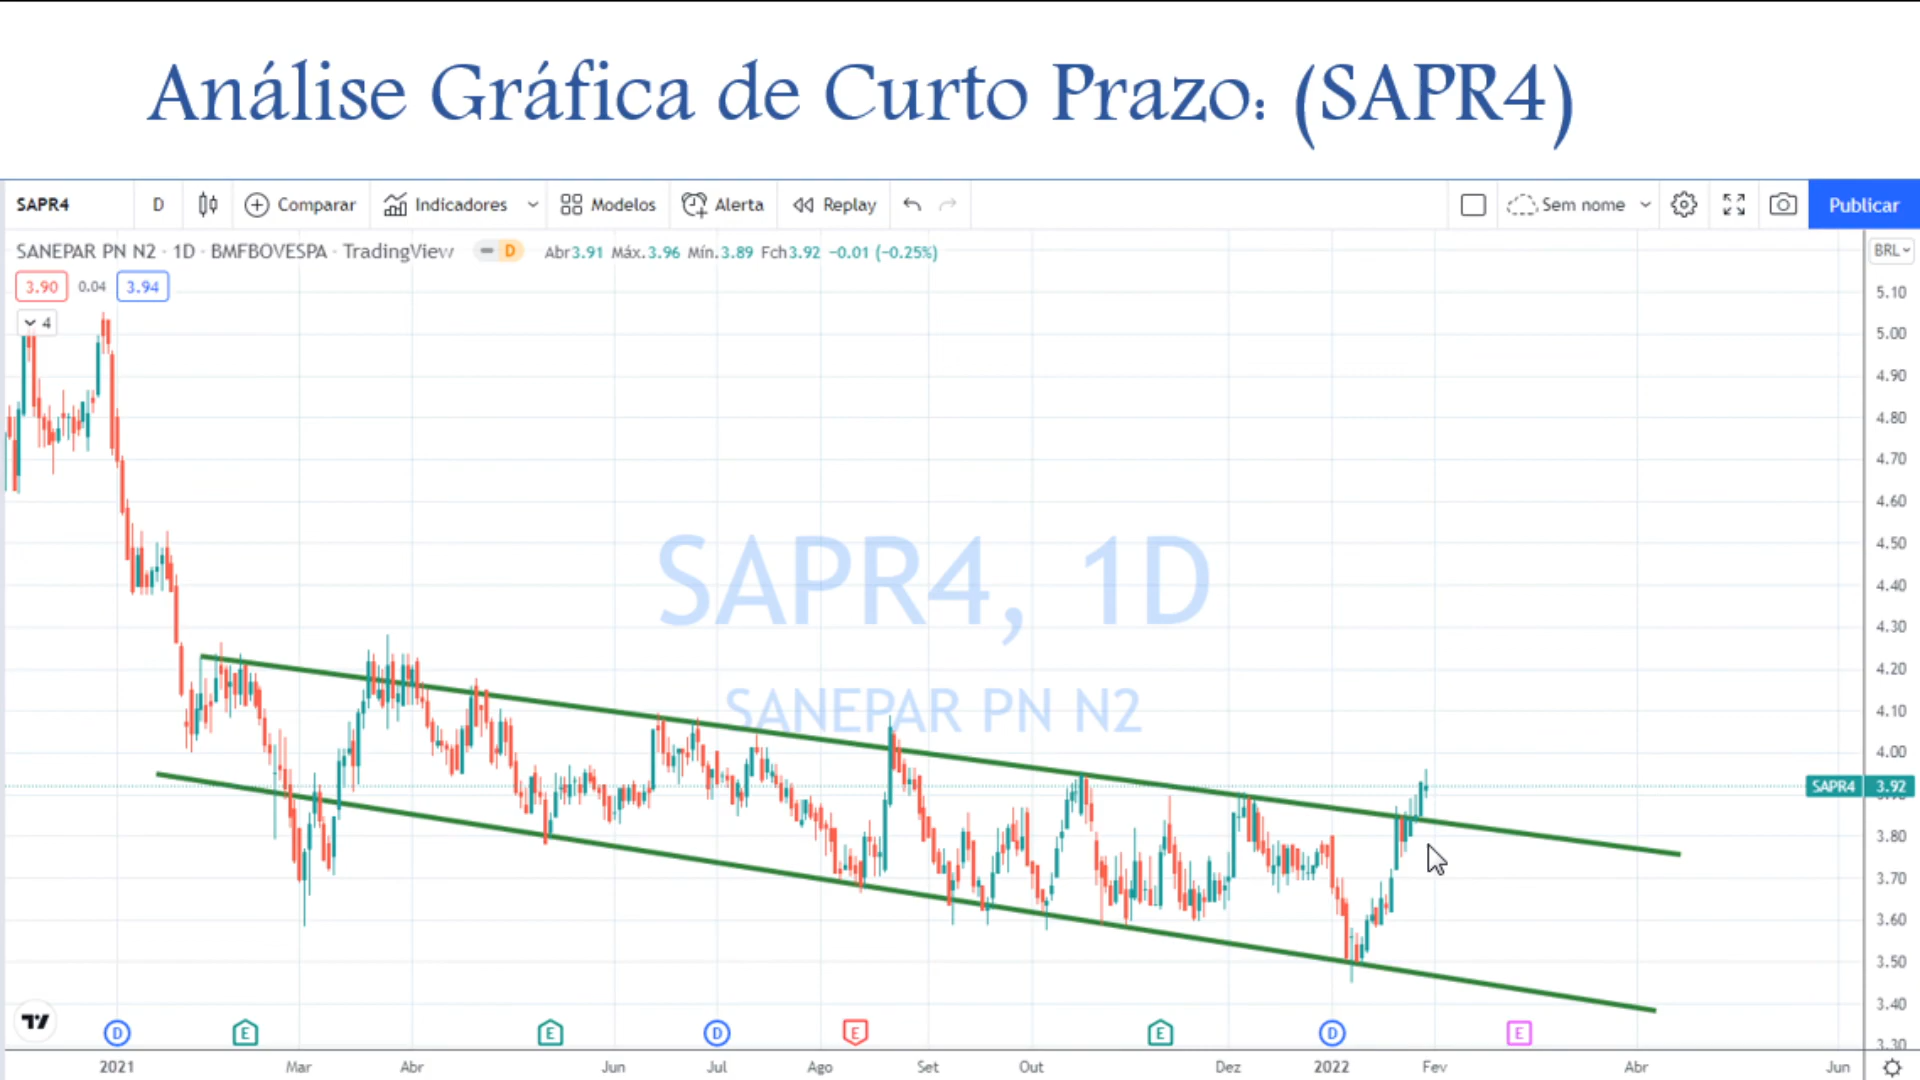 Análise Gráfica de Curto Prazo: (SAPR4)
SAPR4 D Comparar Indicadores Modelos Alerta Replay Sem nome Publicar
SANEPAR PN N2 · 1D · BMFBOVESPA · TradingView D Abr3.91 Máx.3.96 Mín.3.89 Fch3.92 −0.01 (−0.25%) BRL
3.90 0.04 3.94
4
5.10
5.00
4.90
4.80
4.70
4.60
4.50
4.40
4.30
4.20
4.10
4.00
SAPR4 3.92
3.80
3.70
3.60
3.50
3.40
3.30
SAPR4, 1D
SANEPAR PN N2
D E E D E E D E
2021 Mar Abr Jun Jul Ago Set Out Dez 2022 Fev Abr Jun